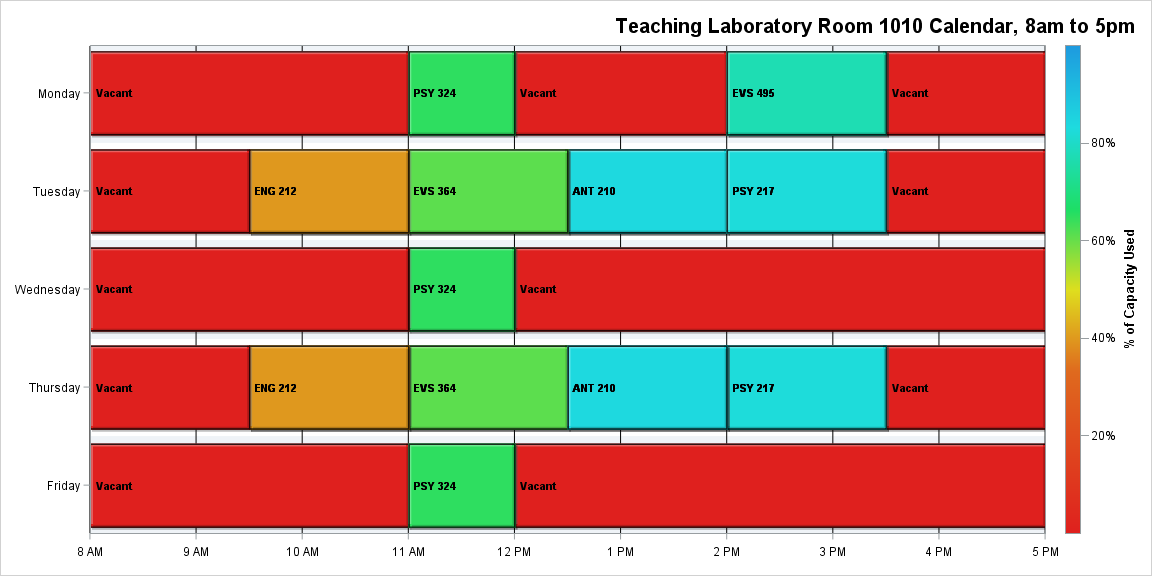 Teaching Laboratory Room 1010 Calendar, 8am to 5pm
Monday
Vacant
PSY 324
Vacant
EVS 495
Vacant
Tuesday
Vacant
ENG 212
EVS 364
ANT 210
PSY 217
Vacant
Wednesday
Vacant
PSY 324
Vacant
Thursday
Vacant
ENG 212
EVS 364
ANT 210
PSY 217
Vacant
Friday
Vacant
PSY 324
Vacant
8 AM
9 AM
10 AM
11 AM
12 PM
1 PM
2 PM
3 PM
4 PM
5 PM
80%
60%
40%
20%
% of Capacity Used